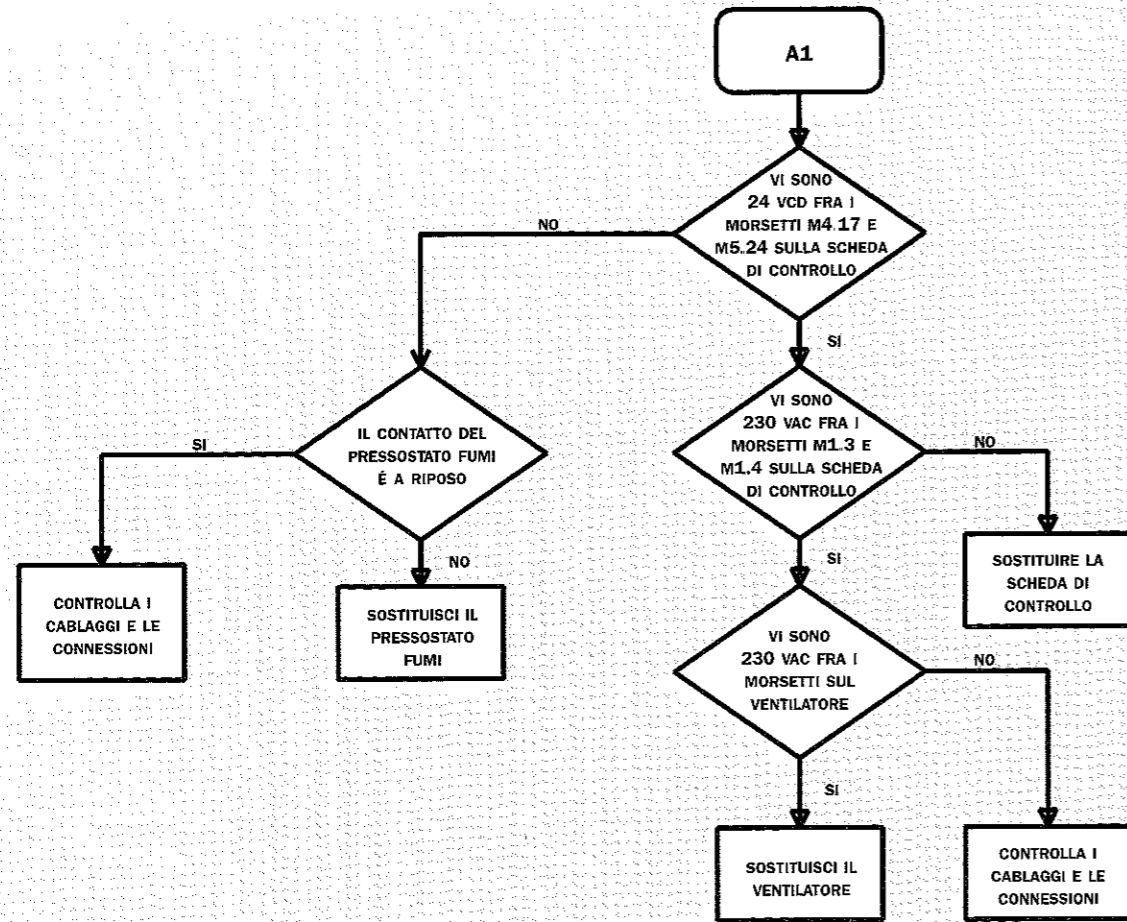 A1
VI SONO
24 VCD FRA I
MORSETTI M4.17 E
M5.24 SULLA SCHEDA
DI CONTROLLO
NO
SI
VI SONO
230 VAC FRA I
MORSETTI M1.3 E
M1.4 SULLA SCHEDA
DI CONTROLLO
NO
SI
IL CONTATTO DEL
PRESSOSTATO FUMI
É A RIPOSO
SI
NO
CONTROLLA I
CABLAGGI E LE
CONNESSIONI
SOSTITUISCI IL
PRESSOSTATO
FUMI
SOSTITUIRE LA
SCHEDA DI
CONTROLLO
VI SONO
230 VAC FRA I
MORSETTI SUL
VENTILATORE
NO
SI
SOSTITUISCI IL
VENTILATORE
CONTROLLA I
CABLAGGI E LE
CONNESSIONI